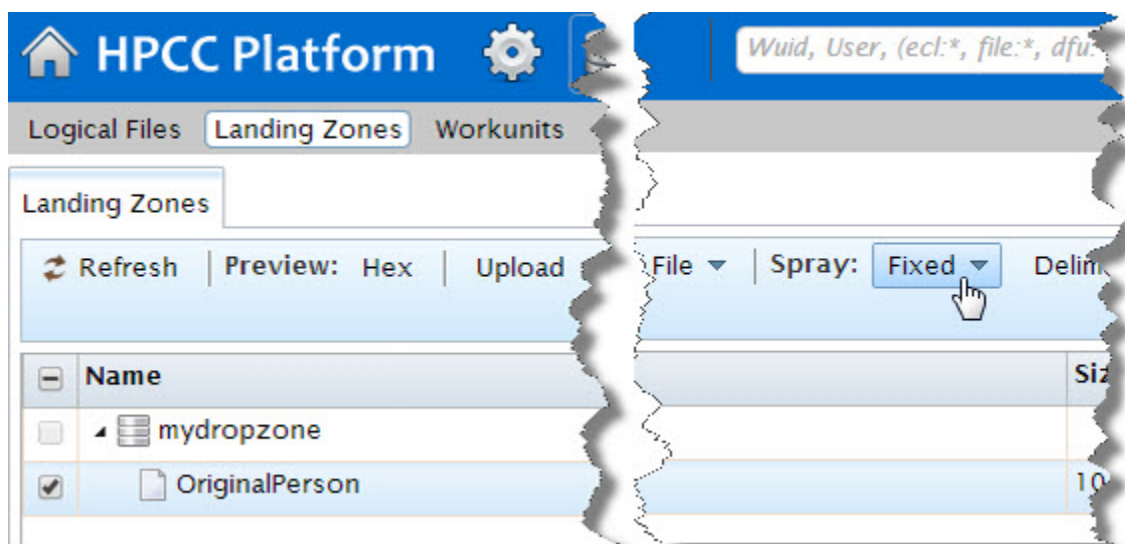 HPCC Platform
Wuid, User, (ecl:*, file:*, dfu:
Logical Files Landing Zones Workunits
Landing Zones
Refresh | Preview: Hex | Upload File | Spray: Fixed
Name
mydropzone
OriginalPerson 10